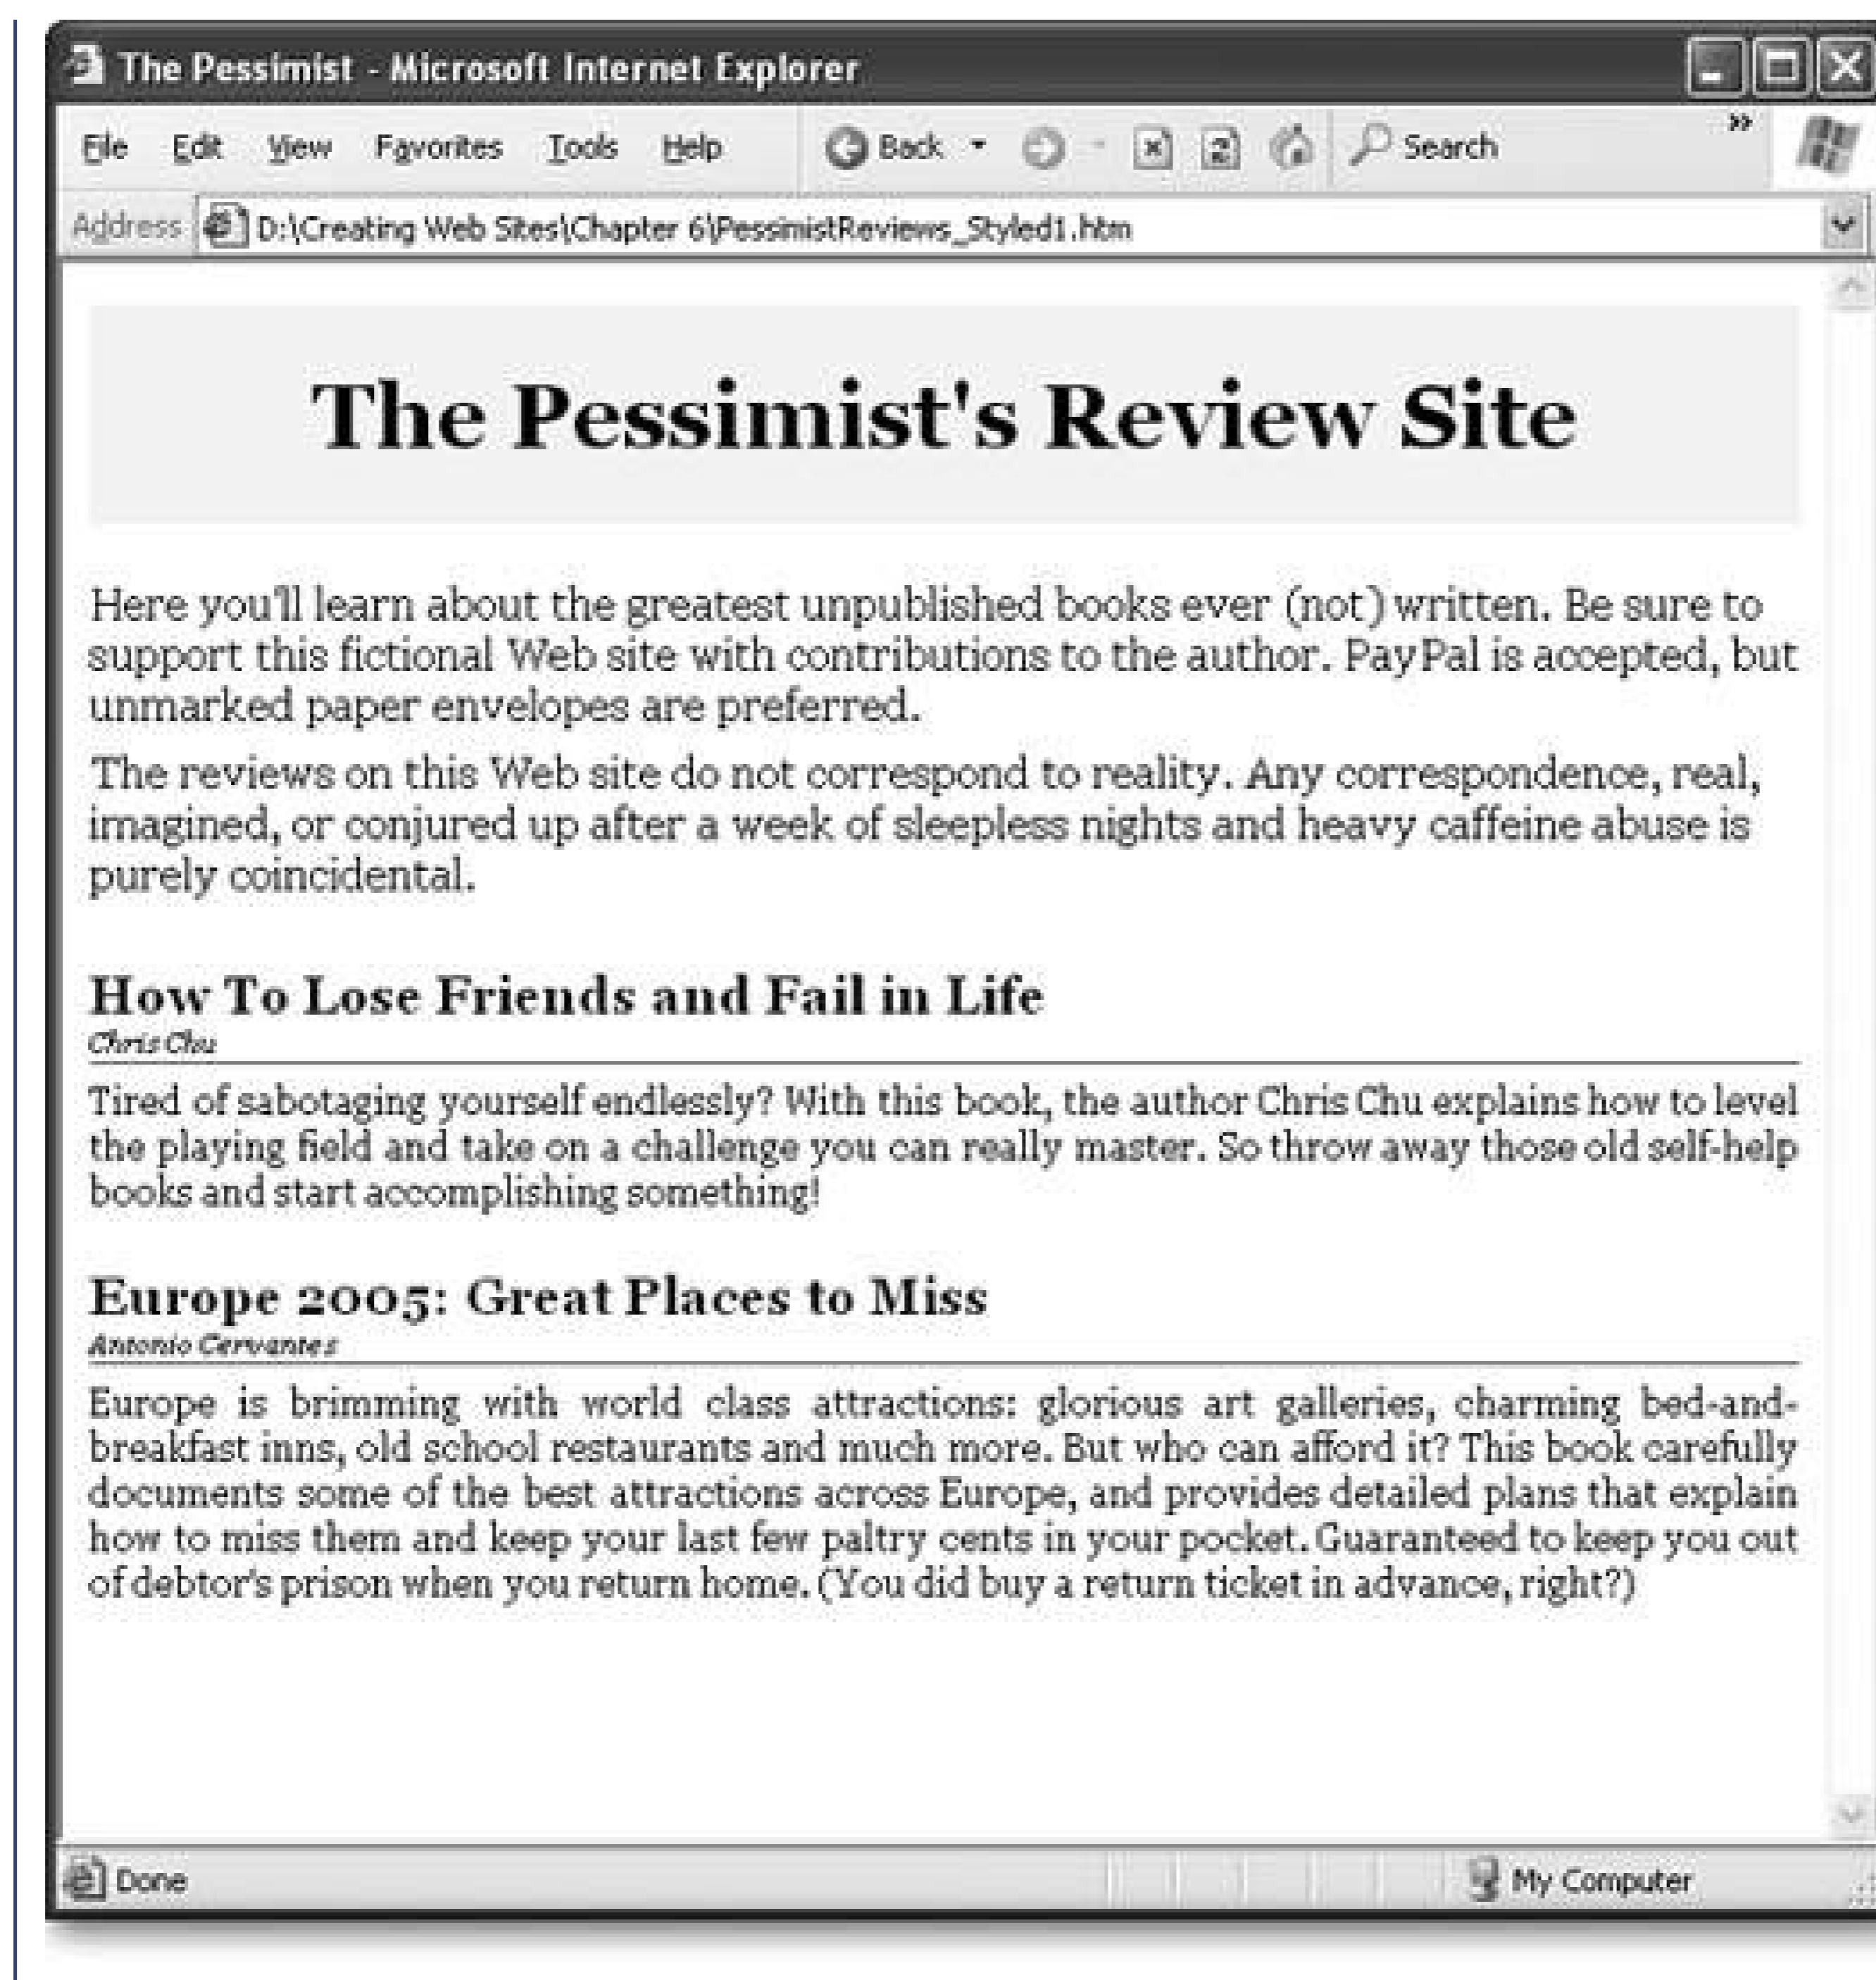 The Pessimist - Microsoft Internet Explorer
File Edit View Favorites Tools Help Back Search »
Address D:\Creating Web Sites\Chapter 6\PessimistReviews_Styled1.htm
The Pessimist's Review Site
Here you'll learn about the greatest unpublished books ever (not) written. Be sure to
support this fictional Web site with contributions to the author. PayPal is accepted, but
unmarked paper envelopes are preferred.
The reviews on this Web site do not correspond to reality. Any correspondence, real,
imagined, or conjured up after a week of sleepless nights and heavy caffeine abuse is
purely coincidental.
How To Lose Friends and Fail in Life
Chris Chu
Tired of sabotaging yourself endlessly? With this book, the author Chris Chu explains how to level
the playing field and take on a challenge you can really master. So throw away those old self-help
books and start accomplishing something!
Europe 2005: Great Places to Miss
Antonio Cervantes
Europe is brimming with world class attractions: glorious art galleries, charming bed-and-
breakfast inns, old school restaurants and much more. But who can afford it? This book carefully
documents some of the best attractions across Europe, and provides detailed plans that explain
how to miss them and keep your last few paltry cents in your pocket. Guaranteed to keep you out
of debtor's prison when you return home. (You did buy a return ticket in advance, right?)
Done My Computer